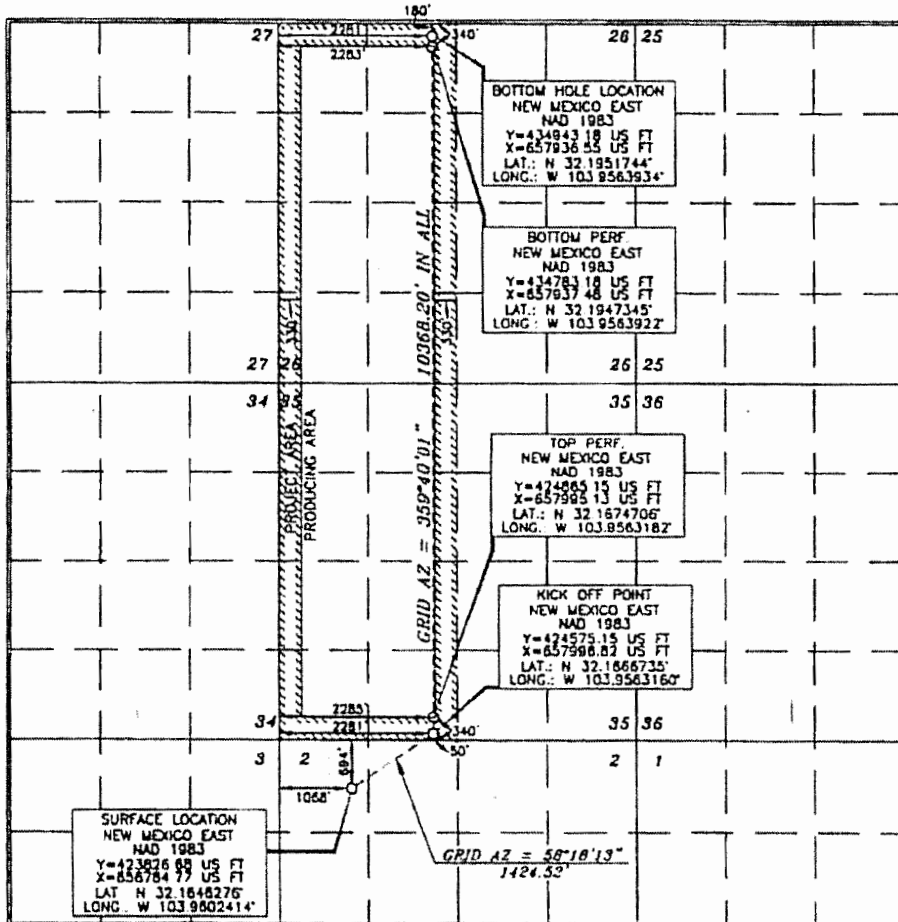 180'
27
2281'
340'
26 25
2283'
BOTTOM HOLE LOCATION
NEW MEXICO EAST
NAD 1983
Y=434943.18 US FT
X=657936.55 US FT
LAT.: N 32.1951744°
LONG.: W 103.9563934°
BOTTOM PERF.
NEW MEXICO EAST
NAD 1983
Y=434783.18 US FT
X=657937.48 US FT
LAT.: N 32.1947345°
LONG.: W 103.9563922°
GRID AZ = 359°40'01" 10368.20' IN ALL
330'
330'
27 26
26 25
34 35
35 36
PROJECT AREA
PRODUCING AREA
TOP PERF.
NEW MEXICO EAST
NAD 1983
Y=424865.15 US FT
X=657995.13 US FT
LAT.: N 32.1674706°
LONG.: W 103.9563182°
KICK OFF POINT
NEW MEXICO EAST
NAD 1983
Y=424575.15 US FT
X=657996.82 US FT
LAT.: N 32.1666735°
LONG.: W 103.9563160°
2283'
34
2281'
340'
35 36
50'
3 2
694'
2 1
1068'
SURFACE LOCATION
NEW MEXICO EAST
NAD 1983
Y=423826.68 US FT
X=656784.77 US FT
LAT N 32.1646276°
LONG. W 103.9602414°
GRID AZ = 58°18'13"
1424.52'